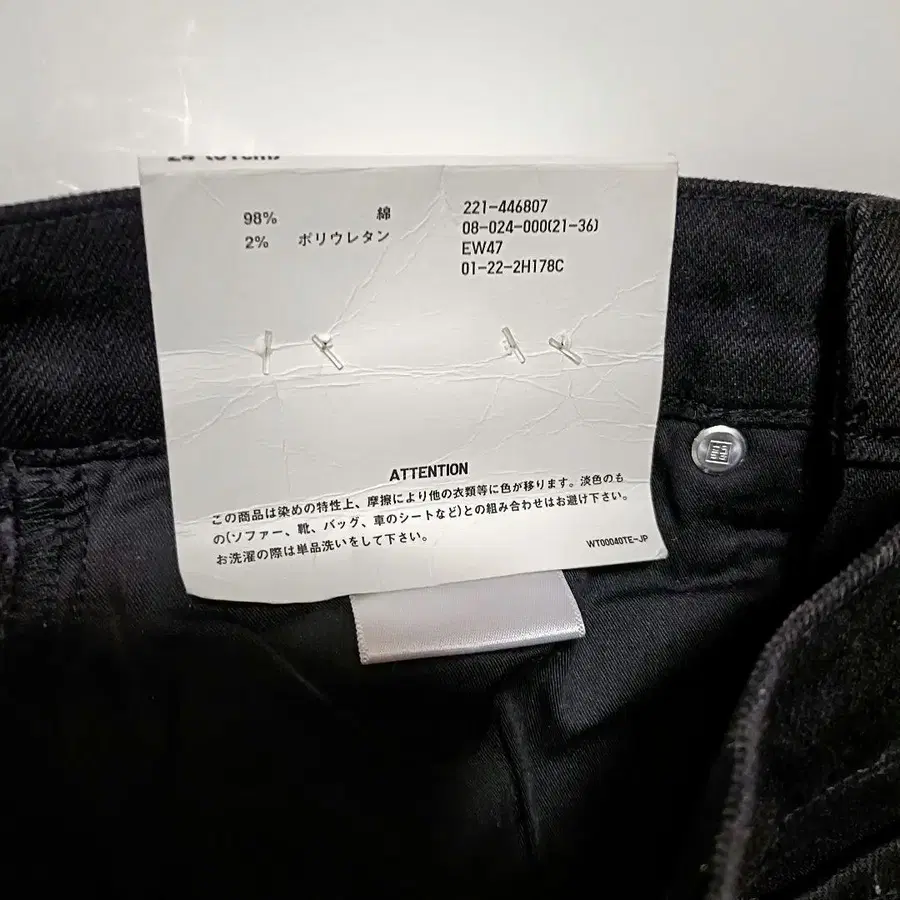 98% 綿
2% ポリウレタン
221-446807
08-024-000(21-36)
EW47
01-22-2H178C
ATTENTION
この商品は染めの特性上、摩擦により他の衣類等に色が移ります。淡色のも
の(ソファー、靴、バッグ、車のシートなど)との組み合わせはお避け下さい。
お洗濯の際は単品洗いをして下さい。
WT00040TE-JP